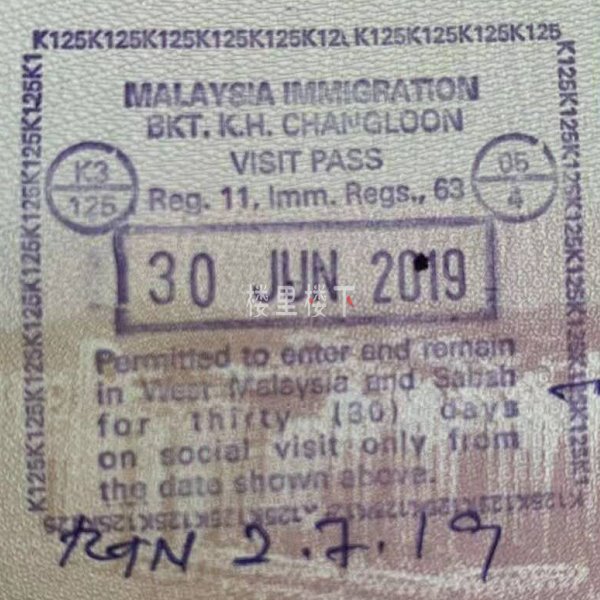 K125K125K125K125K125K12 K125K125K125K125
MALAYSIA IMMIGRATION
BKT. K.H. CHANGLOON
VISIT PASS
K3
125
Reg. 11, Imm. Regs., 63
05
4
30 JUN 2019
楼里楼下
Permitted to enter and remain
in West Malaysia and Sabah
for thirty (30) days
on social visit only from
the date shown above.
2.7.19